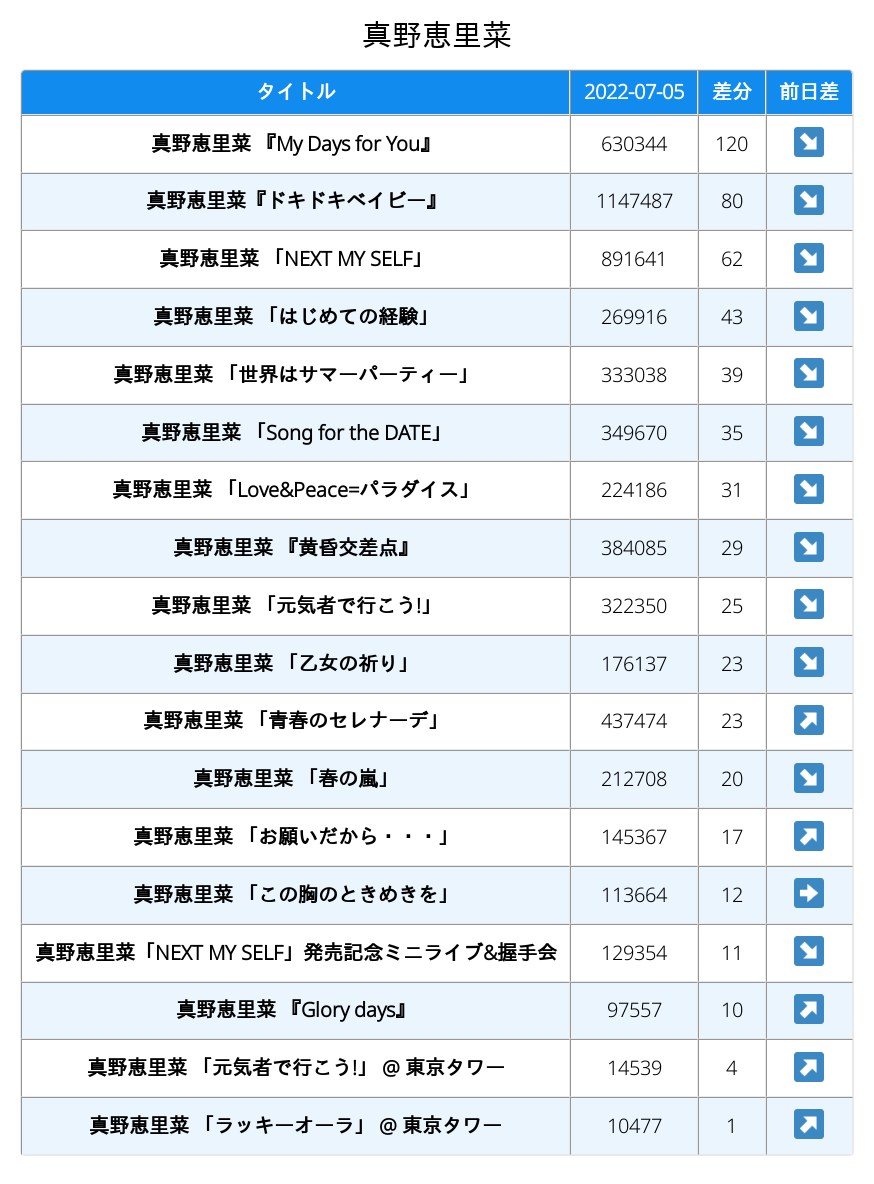 真野恵里菜
タイトル 2022-07-05 差分 前日差
真野恵里菜 『My Days for You』 630344 120 ↘
真野恵里菜『ドキドキベイビー』 1147487 80 ↘
真野恵里菜 「NEXT MY SELF」 891641 62 ↘
真野恵里菜 「はじめての経験」 269916 43 ↘
真野恵里菜 「世界はサマーパーティー」 333038 39 ↘
真野恵里菜 「Song for the DATE」 349670 35 ↘
真野恵里菜 「Love&Peace=パラダイス」 224186 31 ↘
真野恵里菜 『黄昏交差点』 384085 29 ↘
真野恵里菜 「元気者で行こう!」 322350 25 ↘
真野恵里菜 「乙女の祈り」 176137 23 ↘
真野恵里菜 「青春のセレナーデ」 437474 23 ↗
真野恵里菜 「春の嵐」 212708 20 ↘
真野恵里菜 「お願いだから・・・」 145367 17 ↗
真野恵里菜 「この胸のときめきを」 113664 12 ➡
真野恵里菜「NEXT MY SELF」発売記念ミニライブ&握手会 129354 11 ↘
真野恵里菜 『Glory days』 97557 10 ↗
真野恵里菜 「元気者で行こう!」 @ 東京タワー 14539 4 ↗
真野恵里菜 「ラッキーオーラ」 @ 東京タワー 10477 1 ↗